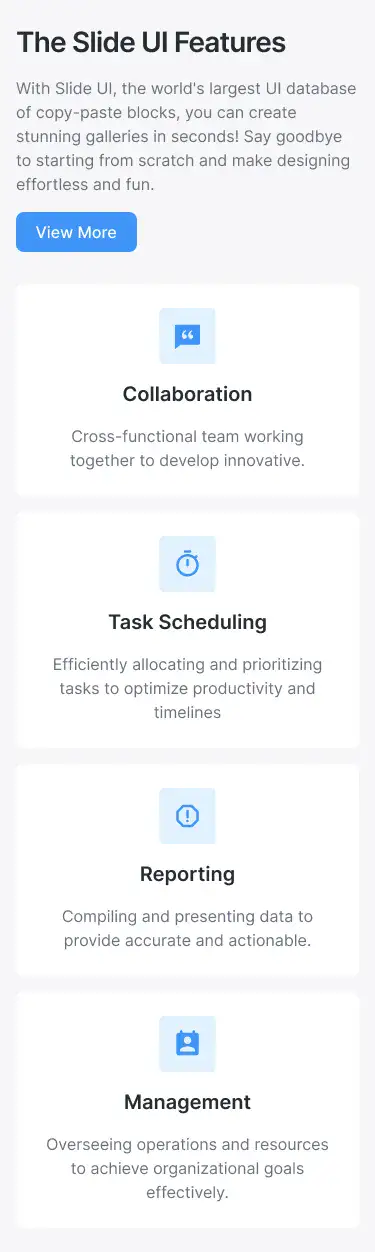 The Slide UI Features
With Slide UI, the world's largest UI database
of copy-paste blocks, you can create
stunning galleries in seconds! Say goodbye
to starting from scratch and make designing
effortless and fun.
View More
Collaboration
Cross-functional team working
together to develop innovative.
Task Scheduling
Efficiently allocating and prioritizing
tasks to optimize productivity and
timelines
Reporting
Compiling and presenting data to
provide accurate and actionable.
Management
Overseeing operations and resources
to achieve organizational goals
effectively.